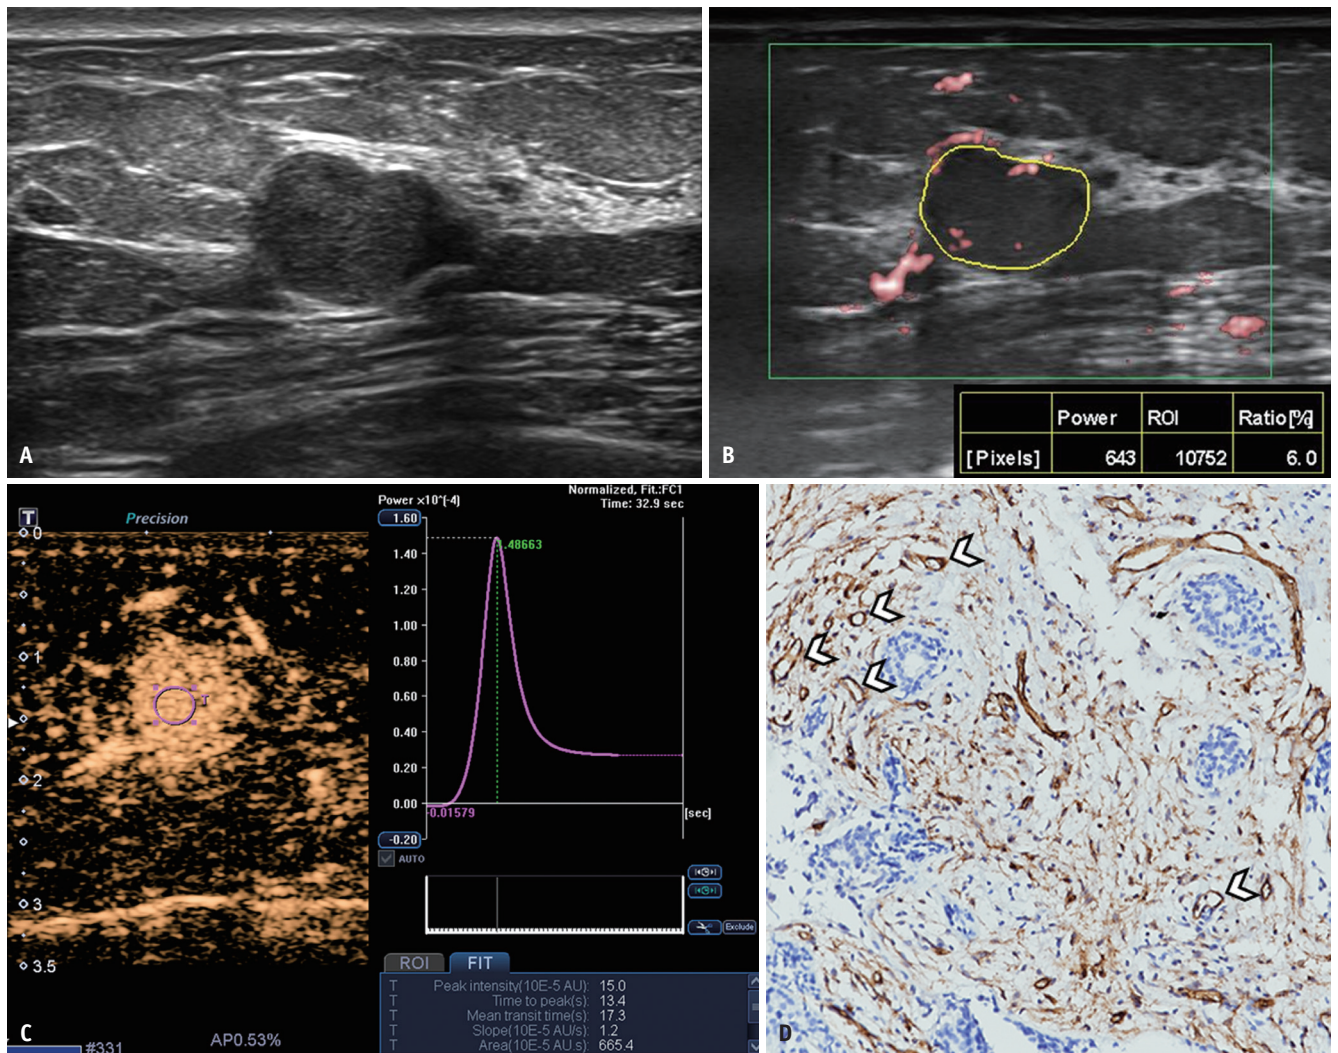 A
B
Power ROI Ratio[%]
[Pixels] 643 10752 6.0
T
Precision
0
1
2
3
3.5
T
AP0.53%
#331
C
Normalized, Fit.:FC1
Time: 32.9 sec
Power ×10^(-4)
1.60
1.40
1.20
1.00
0.80
0.60
0.40
0.20
0.00
-0.20
.48663
-0.01579
[sec]
AUTO
Exclude
ROI FIT
T Peak intensity(10E-5 AU): 15.0
T Time to peak(s): 13.4
T Mean transit time(s): 17.3
T Slope(10E-5 AU/s): 1.2
T Area(10E-5 AU.s): 665.4
D